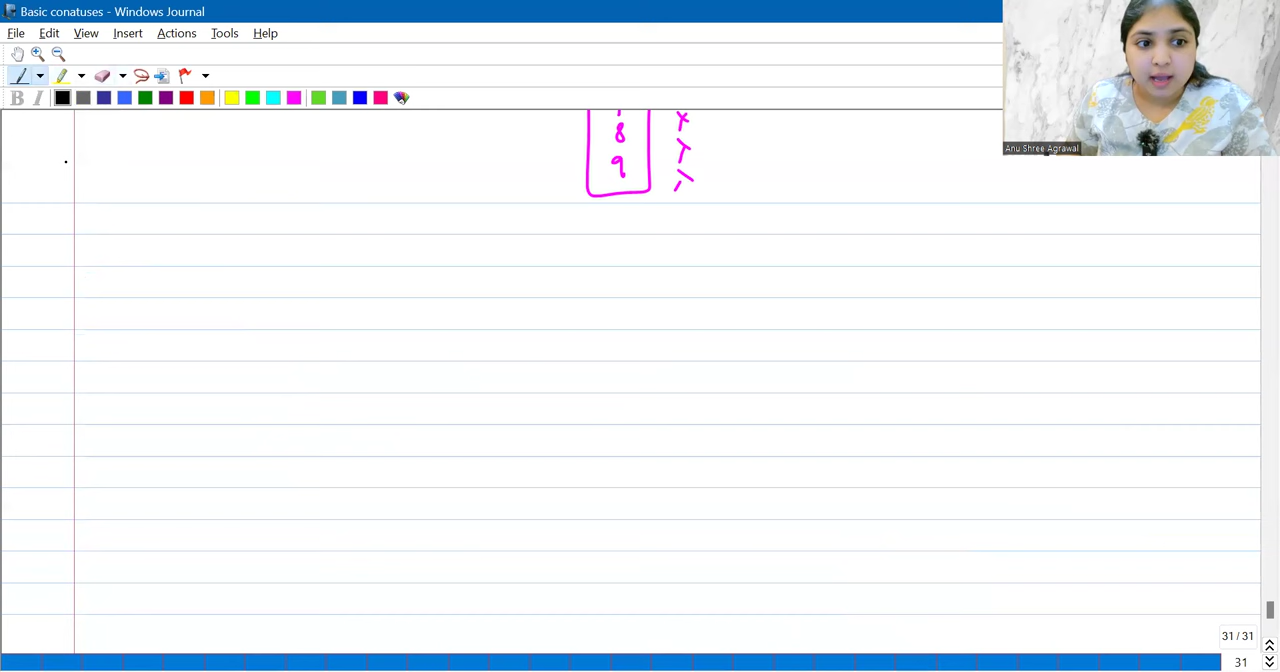 Basic conatuses - Windows Journal
File Edit View Insert Actions Tools Help
B I
Anu Shree Agrawal
8
9
31 / 31
31